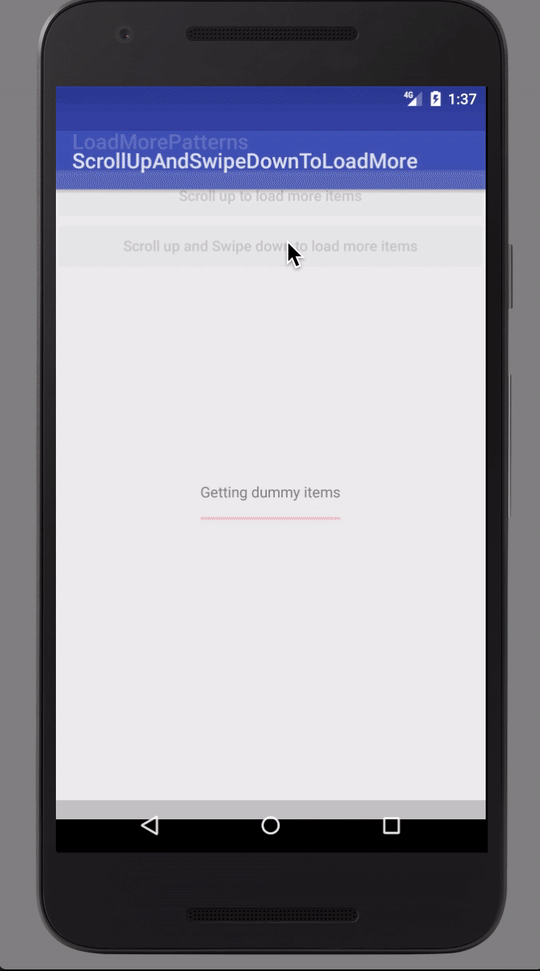 4G 1:37
LoadMorePatterns
ScrollUpAndSwipeDownToLoadMore
Scroll up to load more items
Scroll up and Swipe down to load more items
Getting dummy items